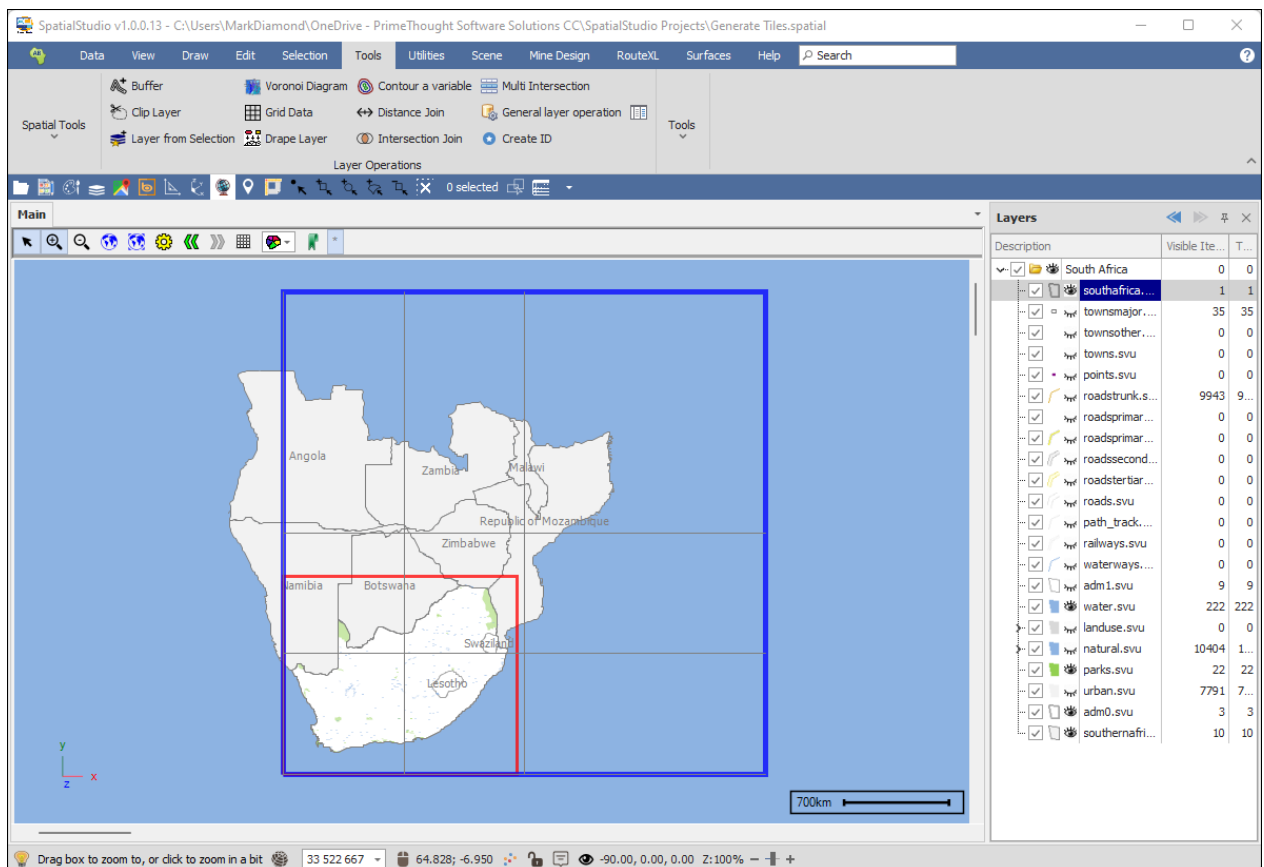 SpatialStudio v1.0.0.13 - C:\Users\MarkDiamond\OneDrive - PrimeThought Software Solutions CC\SpatialStudio Projects\Generate Tiles.spatial
Data View Draw Edit Selection Tools Utilities Scene Mine Design RouteXL Surfaces Help Search
Buffer Voronoi Diagram Contour a variable Multi Intersection
Spatial Tools Clip Layer Grid Data Distance Join General layer operation Tools
Layer from Selection Drape Layer Intersection Join Create ID
Layer Operations
0 selected
Main
Layers
Description Visible Ite... T...
South Africa 0 0
southafrica.... 1 1
townsmajor.... 35 35
townsother.... 0 0
towns.svu 0 0
points.svu 0 0
roadstrunk.s... 9943 9...
roadsprimar... 0 0
roadsprimar... 0 0
roadssecond... 0 0
roadstertiar... 0 0
roads.svu 0 0
path_track.... 0 0
railways.svu 0 0
waterways.... 0 0
adm1.svu 9 9
water.svu 222 222
landuse.svu 0 0
natural.svu 10404 1...
parks.svu 22 22
urban.svu 7791 7...
adm0.svu 3 3
southernafri... 10 10
Angola
Zambia
Malawi
Republic of Mozambique
Zimbabwe
Namibia
Botswana
Swaziland
Lesotho
y
x
z
700km
Drag box to zoom to, or click to zoom in a bit 33 522 667 64.828; -6.950 -90.00, 0.00, 0.00 Z:100%